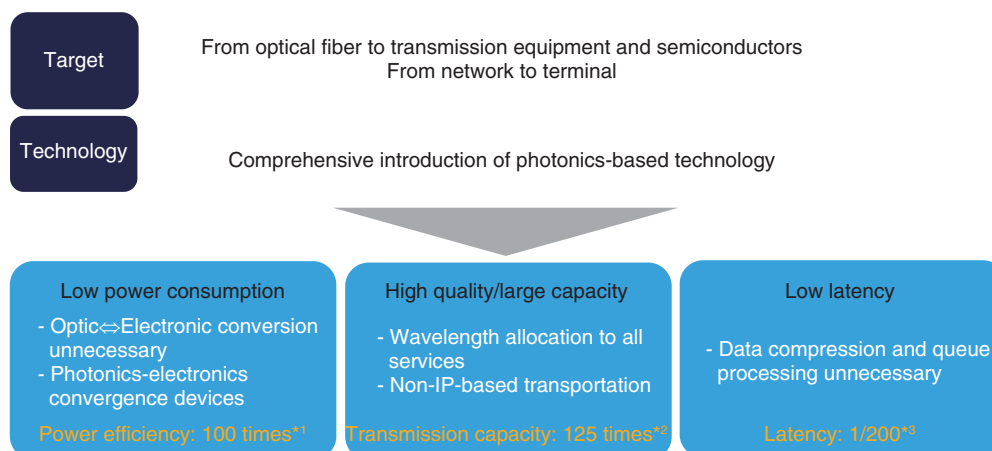 Target
From optical fiber to transmission equipment and semiconductors
From network to terminal
Technology
Comprehensive introduction of photonics-based technology
Low power consumption
- Optic⇔Electronic conversion
unnecessary
- Photonics-electronics
convergence devices
Power efficiency: 100 times*1
High quality/large capacity
- Wavelength allocation to all
services
- Non-IP-based transportation
Transmission capacity: 125 times*2
Low latency
- Data compression and queue
processing unnecessary
Latency: 1/200*3